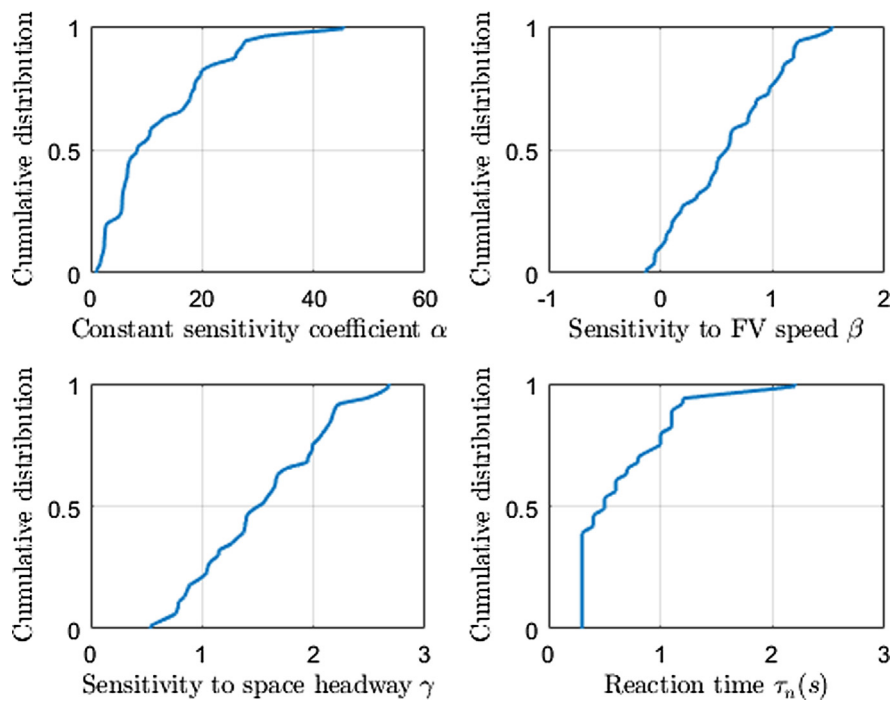 Cumulative distribution
1
0.5
0
0 20 40 60
Constant sensitivity coefficient α
Cumulative distribution
1
0.5
0
-1 0 1 2
Sensitivity to FV speed β
Cumulative distribution
1
0.5
0
0 1 2 3
Sensitivity to space headway γ
Cumulative distribution
1
0.5
0
0 1 2 3
Reaction time τn(s)